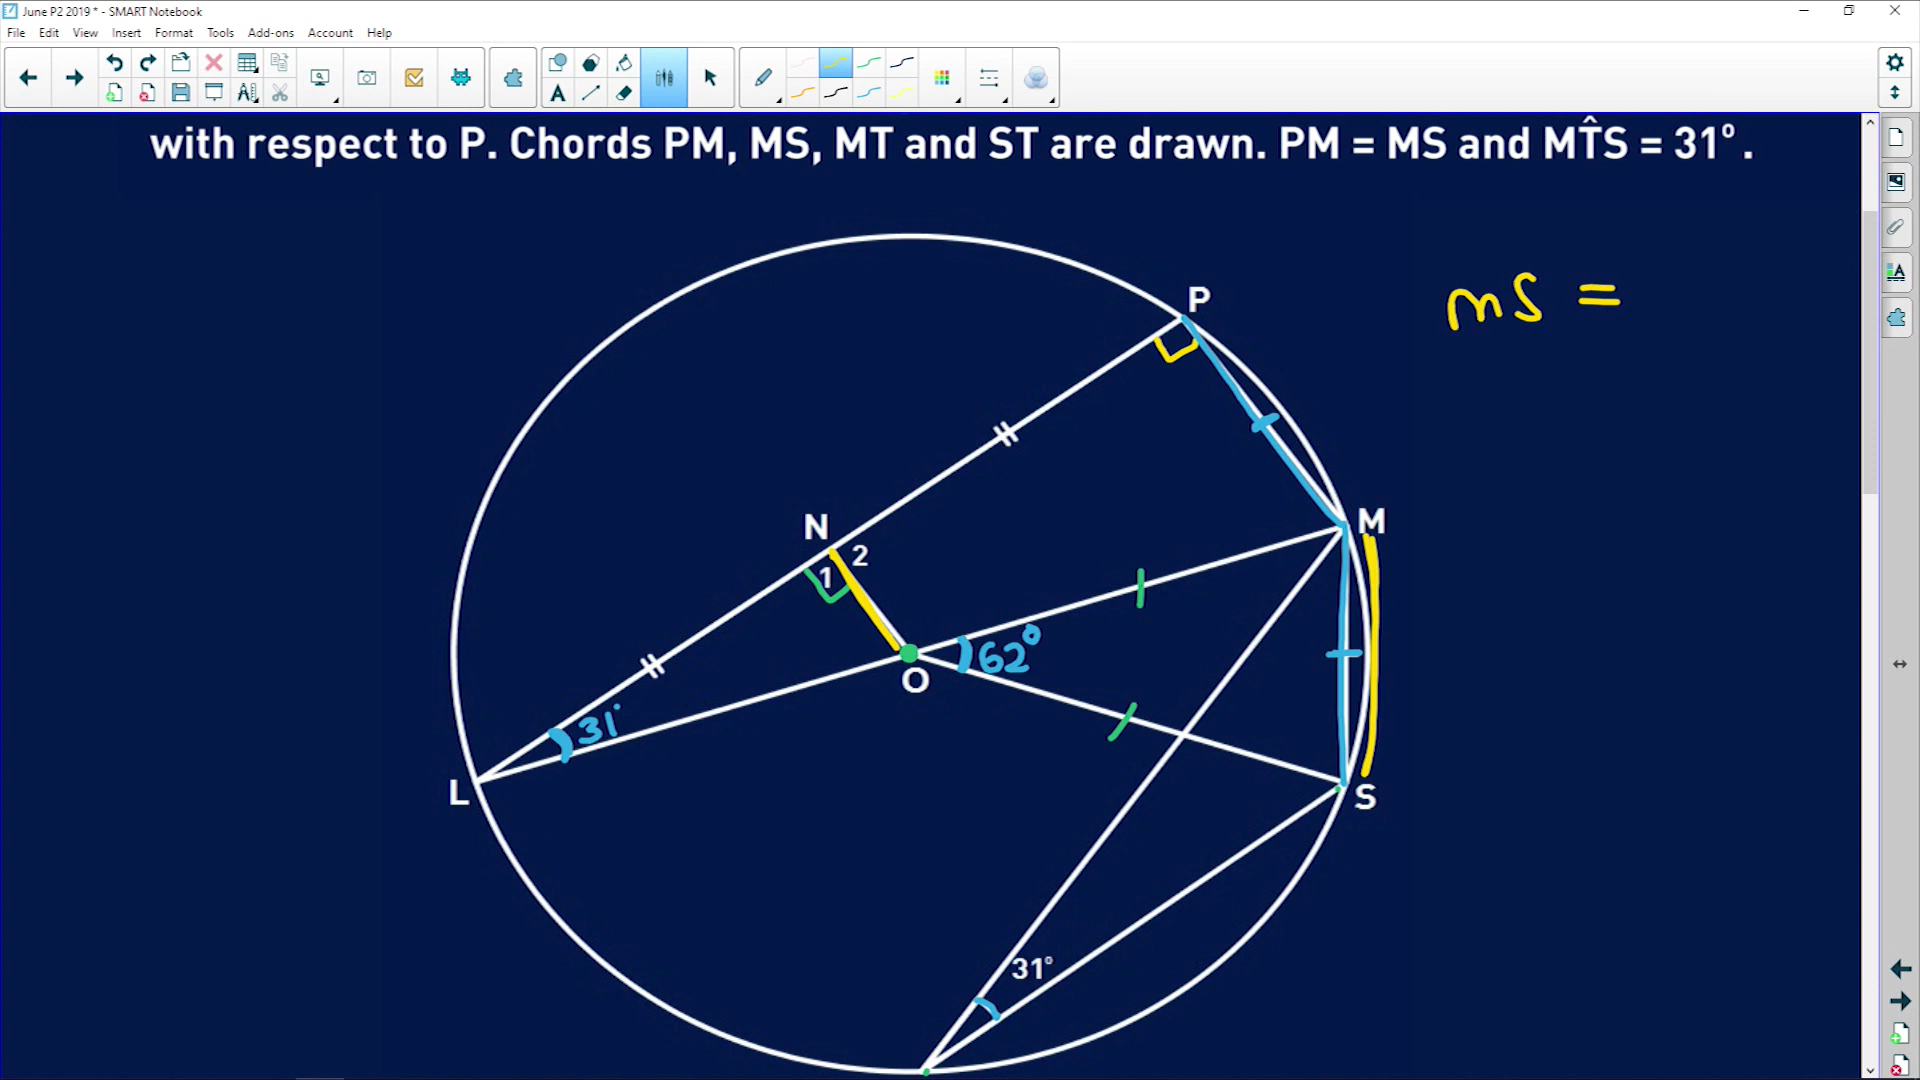 June P2 2019 * - SMART Notebook
File Edit View Insert Format Tools Add-ons Account Help
with respect to P. Chords PM, MS, MT and ST are drawn. PM = MS and MT̂S = 31° .
P
mS =
N
2
1
M
62°
O
31°
L
S
31°